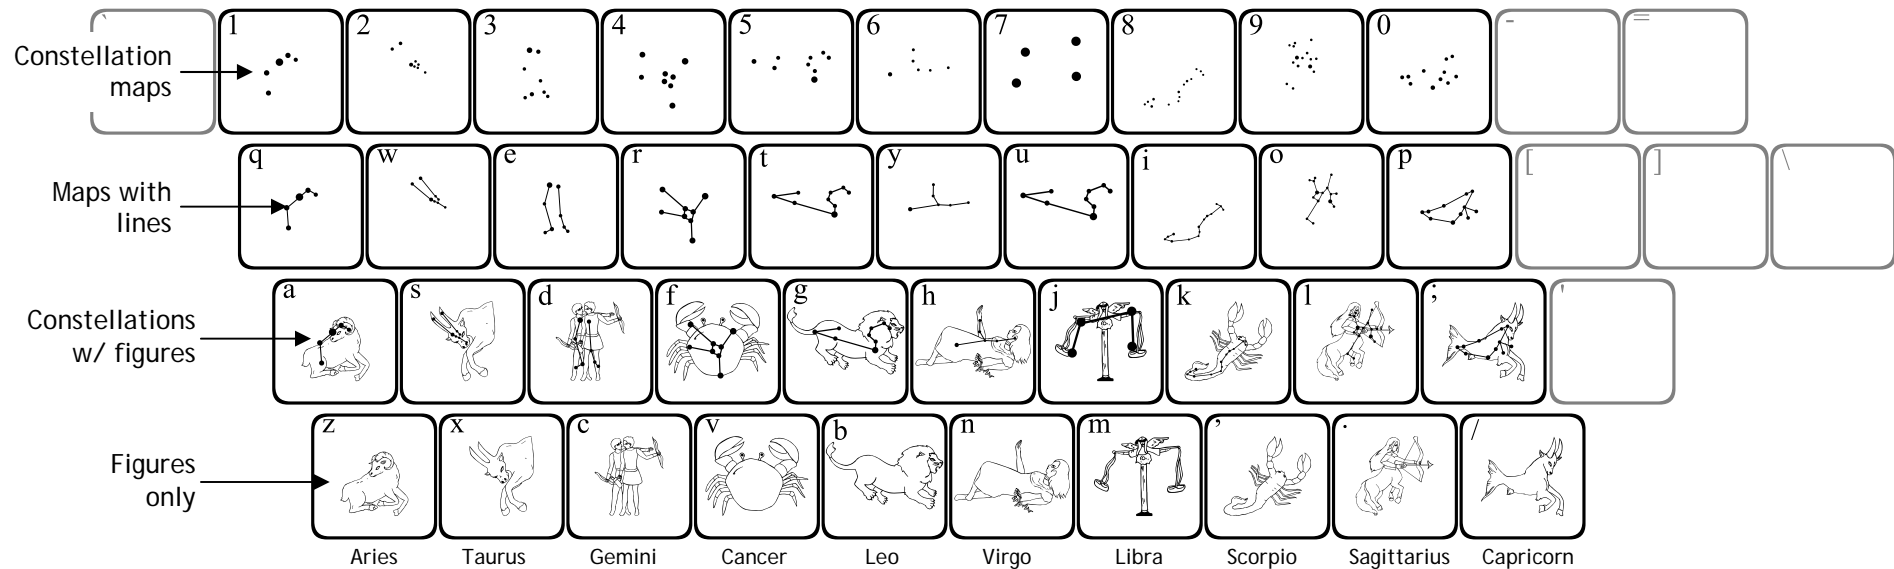 `
1
2
3
4
5
6
7
8
9
0
-
=
Constellation
maps
q
w
e
r
t
y
u
i
o
p
[
]
\
Maps with
lines
a
s
d
f
g
h
j
k
l
;
'
Constellations
w/ figures
z
x
c
v
b
n
m
,
.
/
Figures
only
Aries
Taurus
Gemini
Cancer
Leo
Virgo
Libra
Scorpio
Sagittarius
Capricorn